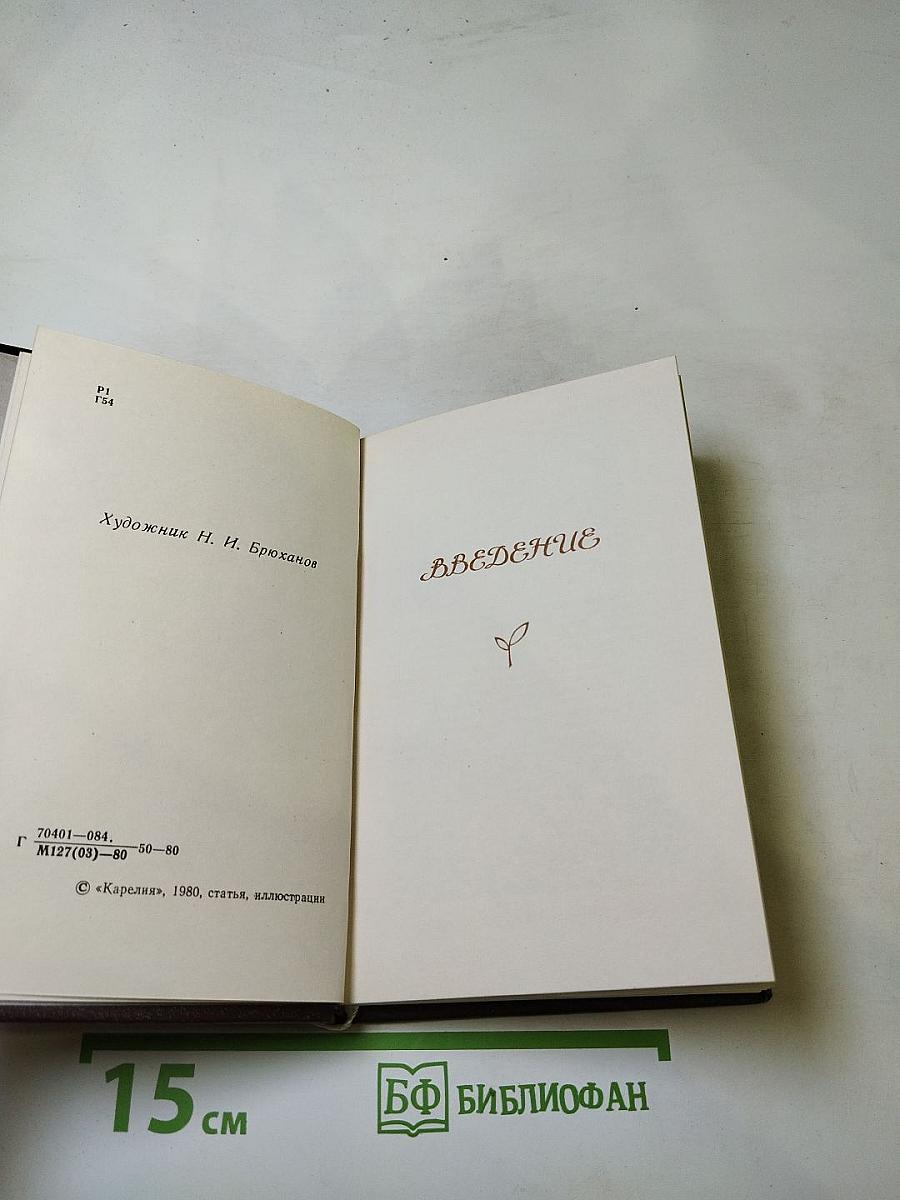 Р1
Г54
Художник Н. И. Брюханов
Г 70401—084. 50—80
М127(03)—80
© «Карелия», 1980, статья, иллюстрации
ВВЕДЕНИЕ
15 см
БФ БИБЛИОФАН